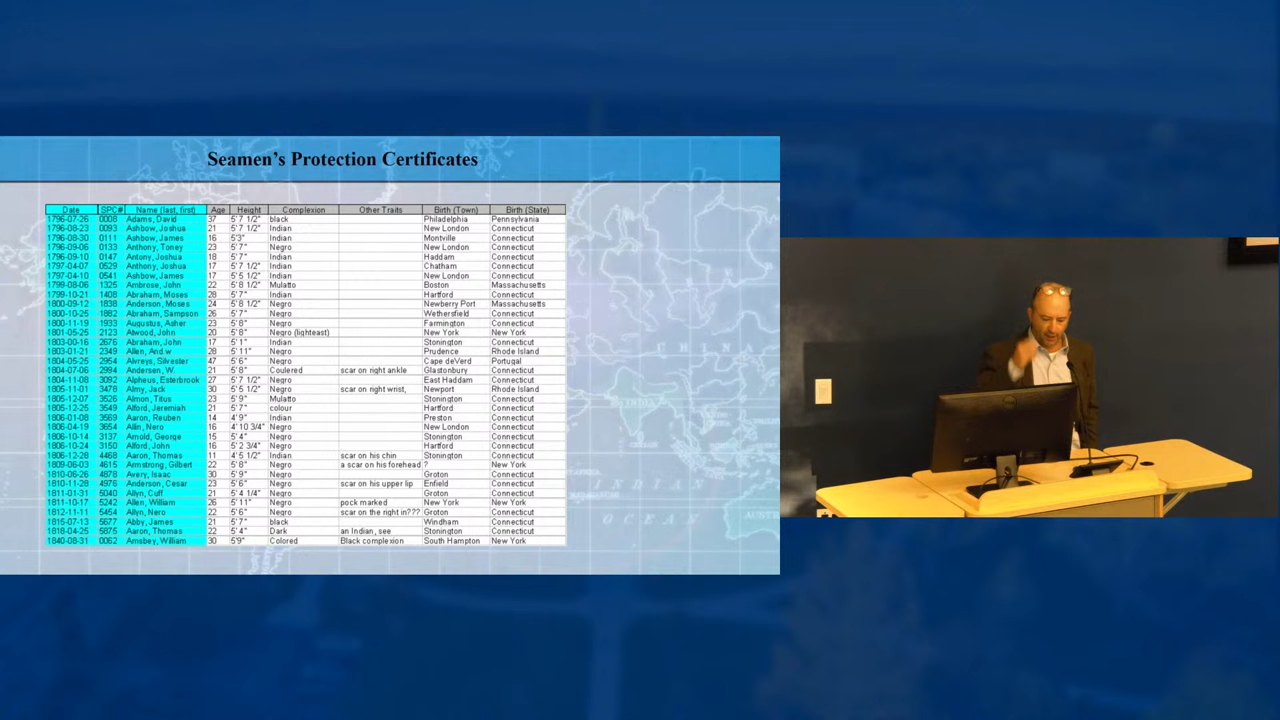 Seamen's Protection Certificates
Date SPC# Name (last, first) Age Height Complexion Other Traits Birth (Town) Birth (State)
1796-07-26 0008 Adams, David 37 5'7 1/2" black Philadelphia Pennsylvania
1796-08-23 0093 Ashbow, Joshua 21 5'7 1/2" Indian New London Connecticut
1796-08-30 0111 Ashbow, James 16 5'3" Indian Montville Connecticut
1796-09-06 0133 Anthony, Toney 23 5'7" Negro New London Connecticut
1796-09-10 0147 Antony, Joshua 18 5'7" Indian Haddam Connecticut
1797-04-07 0529 Anthony, Joshua 17 5'7 1/2" Indian Chatham Connecticut
1797-04-10 0541 Ashbow, James 17 5'5 1/2" Indian New London Connecticut
1799-08-06 1325 Ambrose, John 22 5'8 1/2" Mulatto Boston Massachusetts
1799-10-21 1408 Abraham, Moses 28 5'7" Indian Hartford Connecticut
1800-09-12 1838 Anderson, Moses 24 5'8 1/2" Negro Newberry Port Massachusetts
1800-10-25 1882 Abraham, Sampson 26 5'7" Negro Wethersfield Connecticut
1800-11-19 1933 Augustus, Asher 23 5'8" Negro Farmington Connecticut
1801-05-25 2123 Atwood, John 20 5'8" Negro (lighteast) New York New York
1803-00-16 2676 Abraham, John 17 5'1" Indian Stonington Connecticut
1803-01-21 2349 Allen, And.w 28 5'11" Negro Prudence Rhode Island
1804-05-25 2954 Alvreys, Silvester 47 5'6" Negro Cape deVerd Portugal
1804-07-06 2994 Andersen, W. 21 5'8" Coulered scar on right ankle Glastonbury Connecticut
1804-11-08 3092 Alpheus, Esterbrook 27 5'7 1/2" Negro East Haddam Connecticut
1805-11-01 3478 Almy, Jack 30 5'5 1/2" Negro scar on right wrist, Newport Rhode Island
1805-12-07 3526 Almon, Titus 23 5'9" Mulatto Stonington Connecticut
1805-12-25 3549 Alford, Jeremiah 21 5'7" colour Hartford Connecticut
1806-01-08 3569 Aaron, Reuben 14 4'9" Indian Preston Connecticut
1806-04-19 3654 Allin, Nero 16 4'10 3/4" Negro New London Connecticut
1806-10-14 3137 Arnold, George 15 5'4" Negro Stonington Connecticut
1806-10-24 3150 Alford, John 16 5'2 3/4" Negro Hartford Connecticut
1806-12-28 4468 Aaron, Thomas 11 4'5 1/2" Indian scar on his chin Stonington Connecticut
1809-06-03 4615 Armstrong, Gilbert 22 5'8" Negro a scar on his forehead ? New York
1810-06-26 4878 Avery, Isaac 30 5'9" Negro Groton Connecticut
1810-11-28 4976 Anderson, Cesar 23 5'6" Negro scar on his upper lip Enfield Connecticut
1811-01-31 5040 Allyn, Cuff 21 5'4 1/4" Negro Groton Connecticut
1811-10-17 5242 Allen, William 26 5'11" Negro pock marked New York New York
1812-11-11 5454 Allyn, Nero 22 5'6" Negro scar on the right in??? Groton Connecticut
1815-07-13 5677 Abby, James 21 5'7" black Windham Connecticut
1818-04-25 5875 Aaron, Thomas 22 5'4" Dark an Indian, see Stonington Connecticut
1840-08-31 0062 Amsbey, William 30 5'9" Colored Black complexion South Hampton New York
CHINA
INDIA
INDIAN
OCEAN
DELL